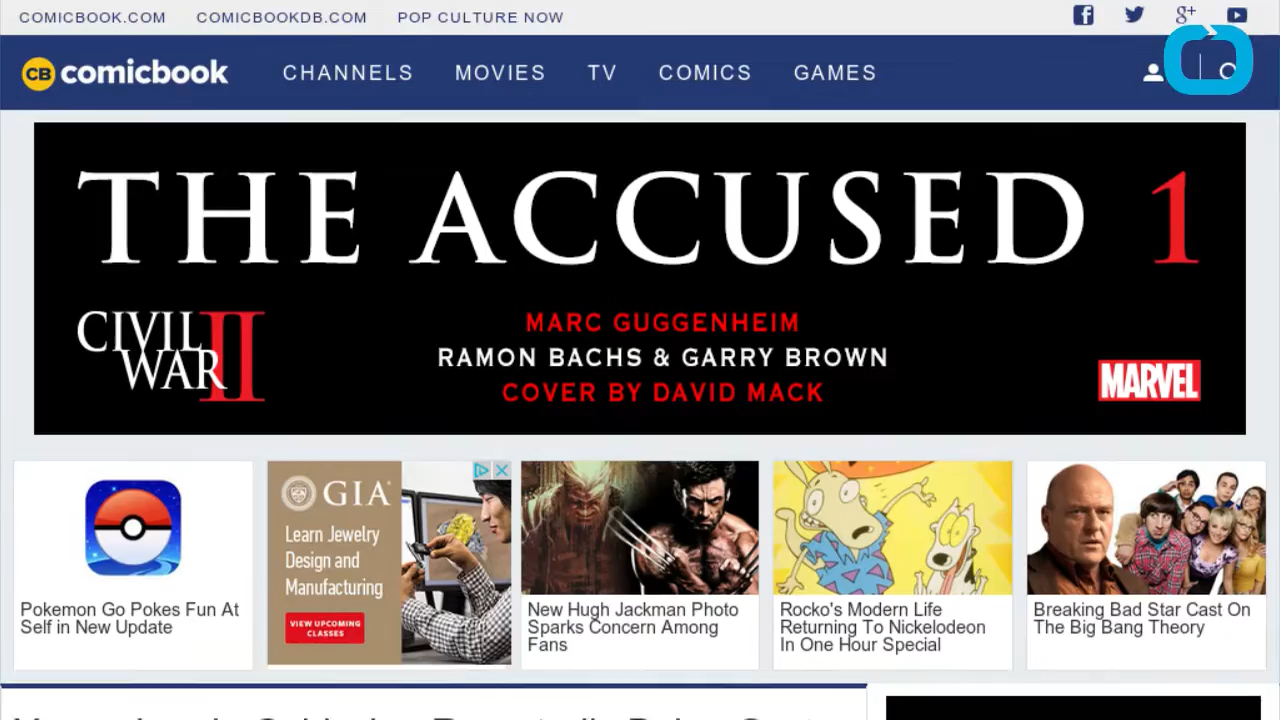 COMICBOOK.COM COMICBOOKDB.COM POP CULTURE NOW
g+
CB comicbook CHANNELS MOVIES TV COMICS GAMES
THE ACCUSED 1
CIVIL WAR II
MARC GUGGENHEIM
RAMON BACHS & GARRY BROWN
COVER BY DAVID MACK
MARVEL
Pokemon Go Pokes Fun At
Self in New Update
GIA
Learn Jewelry
Design and
Manufacturing
VIEW UPCOMING
CLASSES
New Hugh Jackman Photo
Sparks Concern Among
Fans
Rocko's Modern Life
Returning To Nickelodeon
In One Hour Special
Breaking Bad Star Cast On
The Big Bang Theory